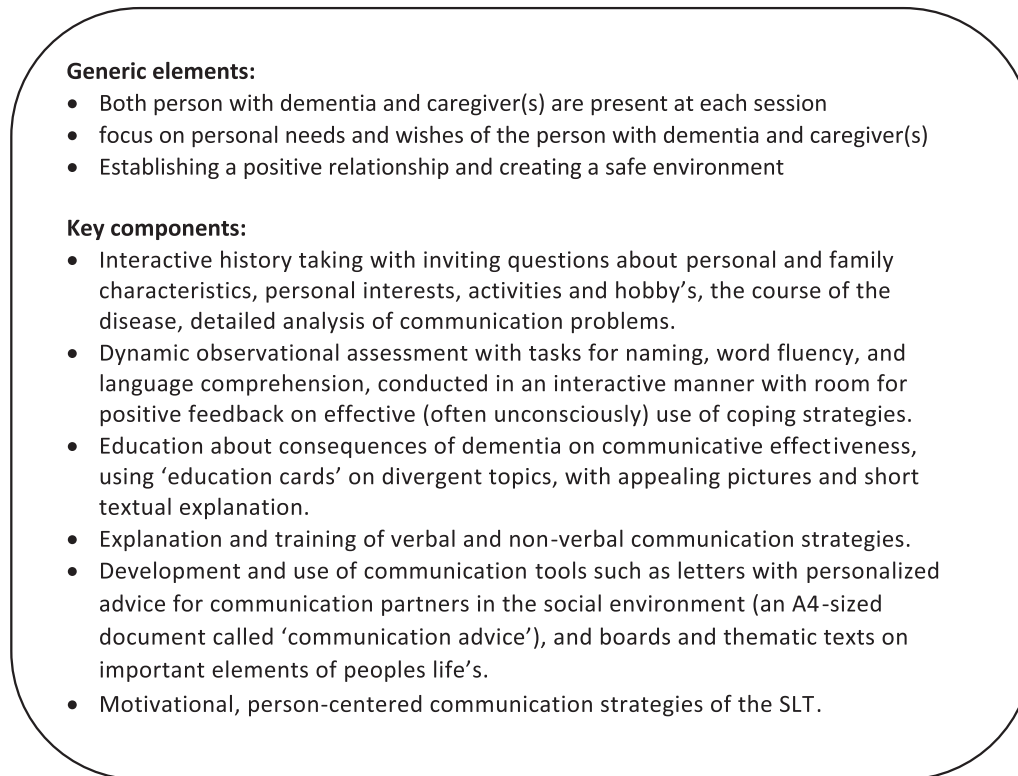 Generic elements:
• Both person with dementia and caregiver(s) are present at each session
• focus on personal needs and wishes of the person with dementia and caregiver(s)
• Establishing a positive relationship and creating a safe environment
Key components:
• Interactive history taking with inviting questions about personal and family
characteristics, personal interests, activities and hobby’s, the course of the
disease, detailed analysis of communication problems.
• Dynamic observational assessment with tasks for naming, word fluency, and
language comprehension, conducted in an interactive manner with room for
positive feedback on effective (often unconsciously) use of coping strategies.
• Education about consequences of dementia on communicative effectiveness,
using ‘education cards’ on divergent topics, with appealing pictures and short
textual explanation.
• Explanation and training of verbal and non-verbal communication strategies.
• Development and use of communication tools such as letters with personalized
advice for communication partners in the social environment (an A4-sized
document called ‘communication advice’), and boards and thematic texts on
important elements of peoples life’s.
• Motivational, person-centered communication strategies of the SLT.